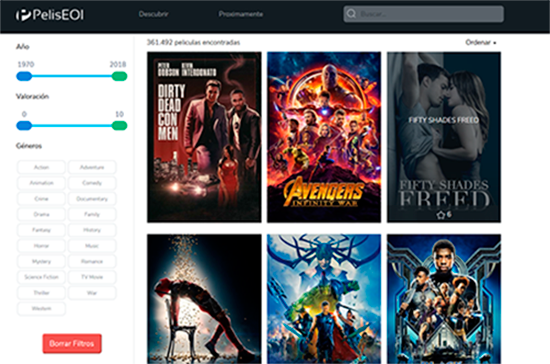 PelisEOI
Descubrir
Proximamente
Buscar...
Año
1970 2018
Valoración
0 10
Géneros
Action Adventure
Animation Comedy
Crime Documentary
Drama Family
Fantasy History
Horror Music
Mystery Romance
Science Fiction TV Movie
Thriller War
Western
Borrar Filtros
361.492 peliculas encontradas
Ordenar
PETER DOBSON KEVIN INTERDONATO
DIRTY
DEAD
CON
MEN
AVENGERS
INFINITY WAR
FIFTY SHADES FREED
FIFTY SHADES
FREED
6